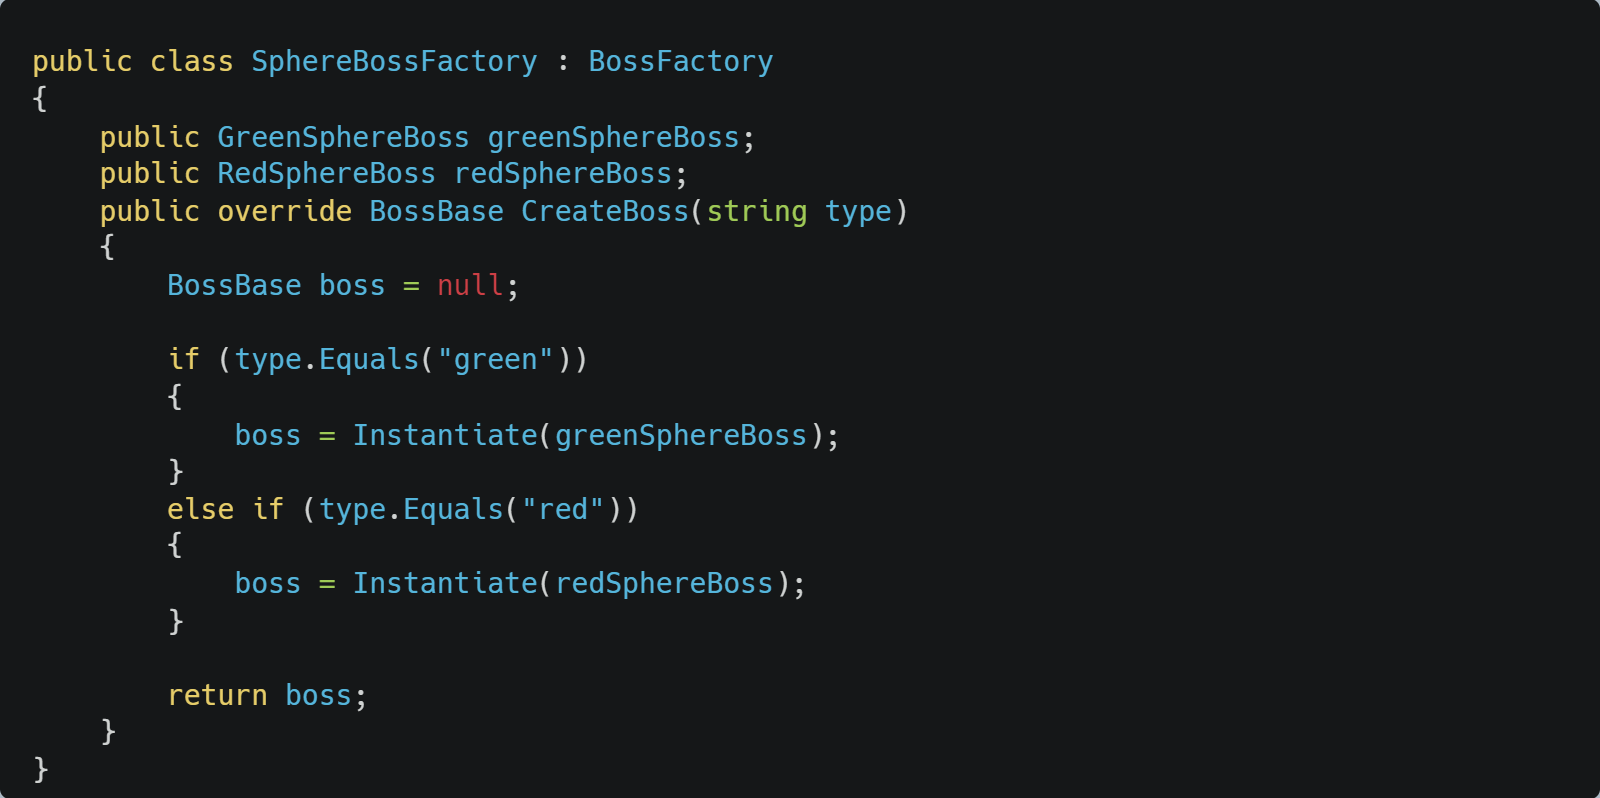 public class SphereBossFactory : BossFactory
{
    public GreenSphereBoss greenSphereBoss;
    public RedSphereBoss redSphereBoss;
    public override BossBase CreateBoss(string type)
    {
        BossBase boss = null;

        if (type.Equals("green"))
        {
            boss = Instantiate(greenSphereBoss);
        }
        else if (type.Equals("red"))
        {
            boss = Instantiate(redSphereBoss);
        }

        return boss;
    }
}